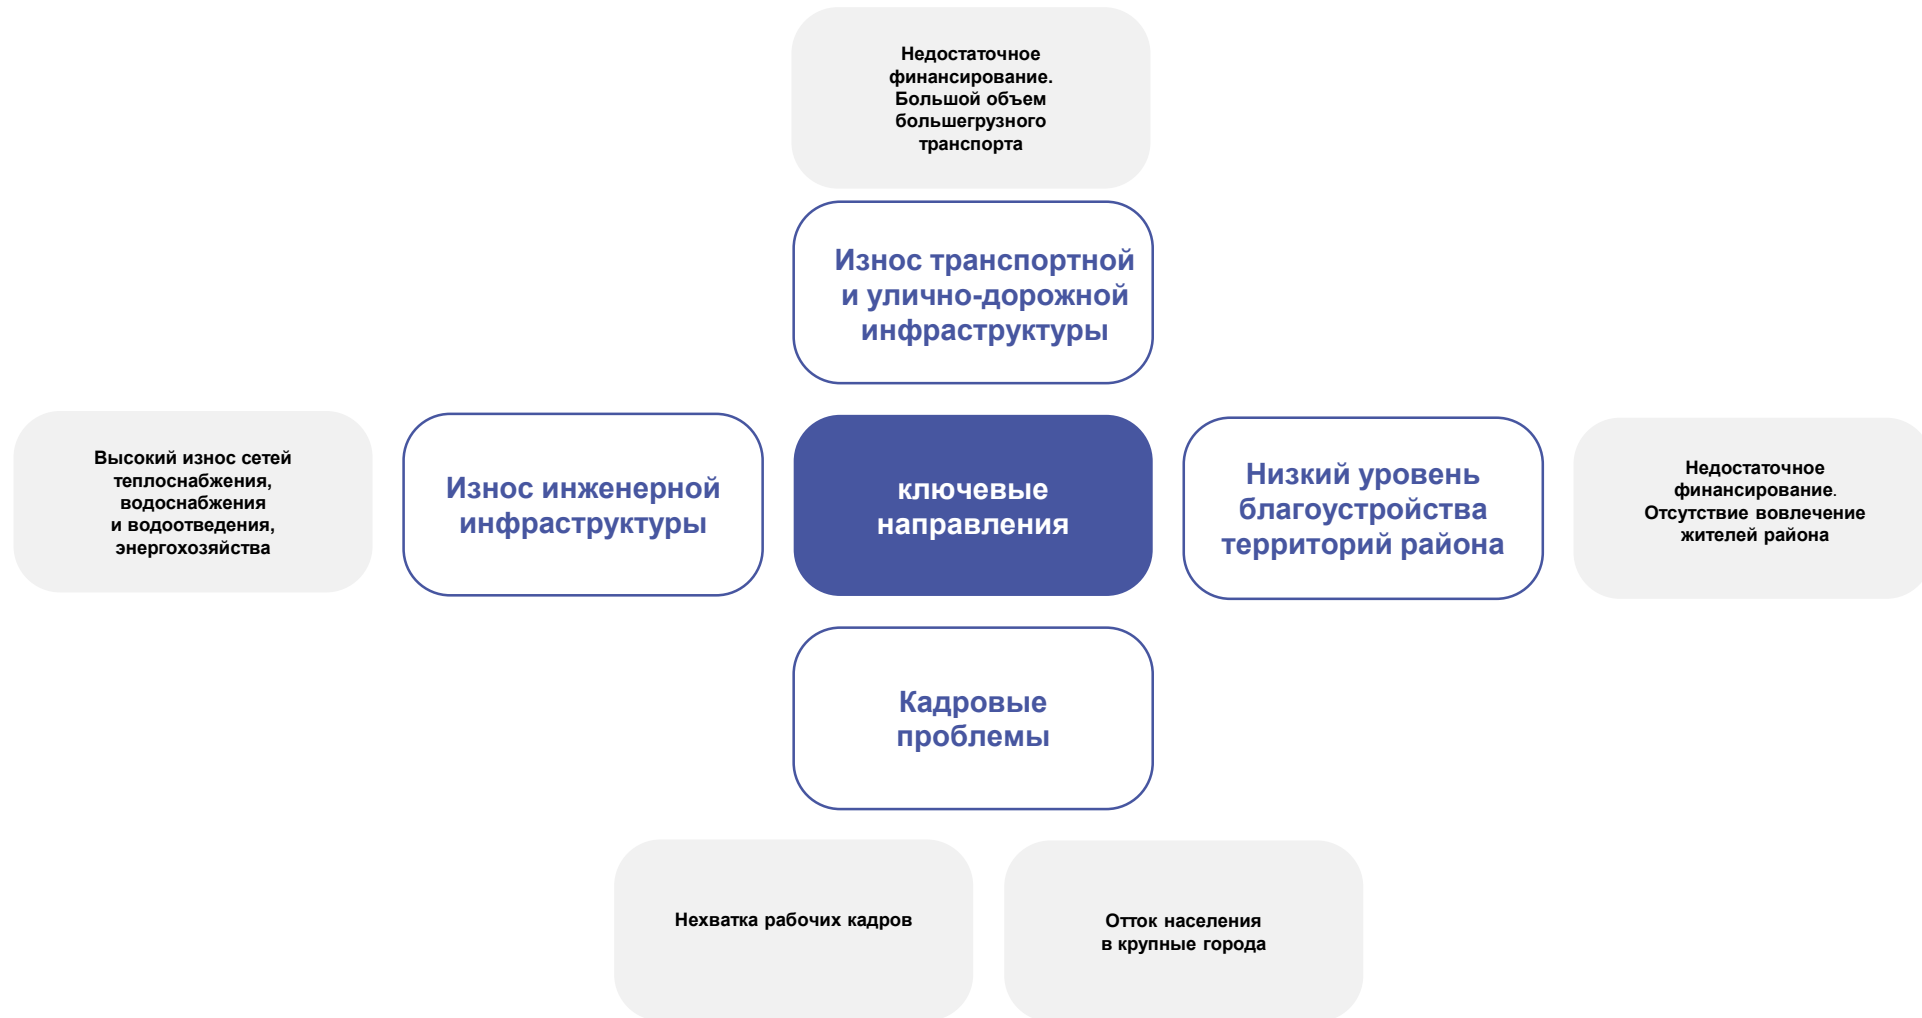 Недостаточное
финансирование.
Большой объем
большегрузного
транспорта
Износ транспортной
и улично-дорожной
инфраструктуры
Высокий износ сетей
теплоснабжения,
водоснабжения
и водоотведения,
энергохозяйства
Износ инженерной
инфраструктуры
ключевые
направления
Низкий уровень
благоустройства
территорий района
Недостаточное
финансирование.
Отсутствие вовлечение
жителей района
Кадровые
проблемы
Нехватка рабочих кадров
Отток населения
в крупные города